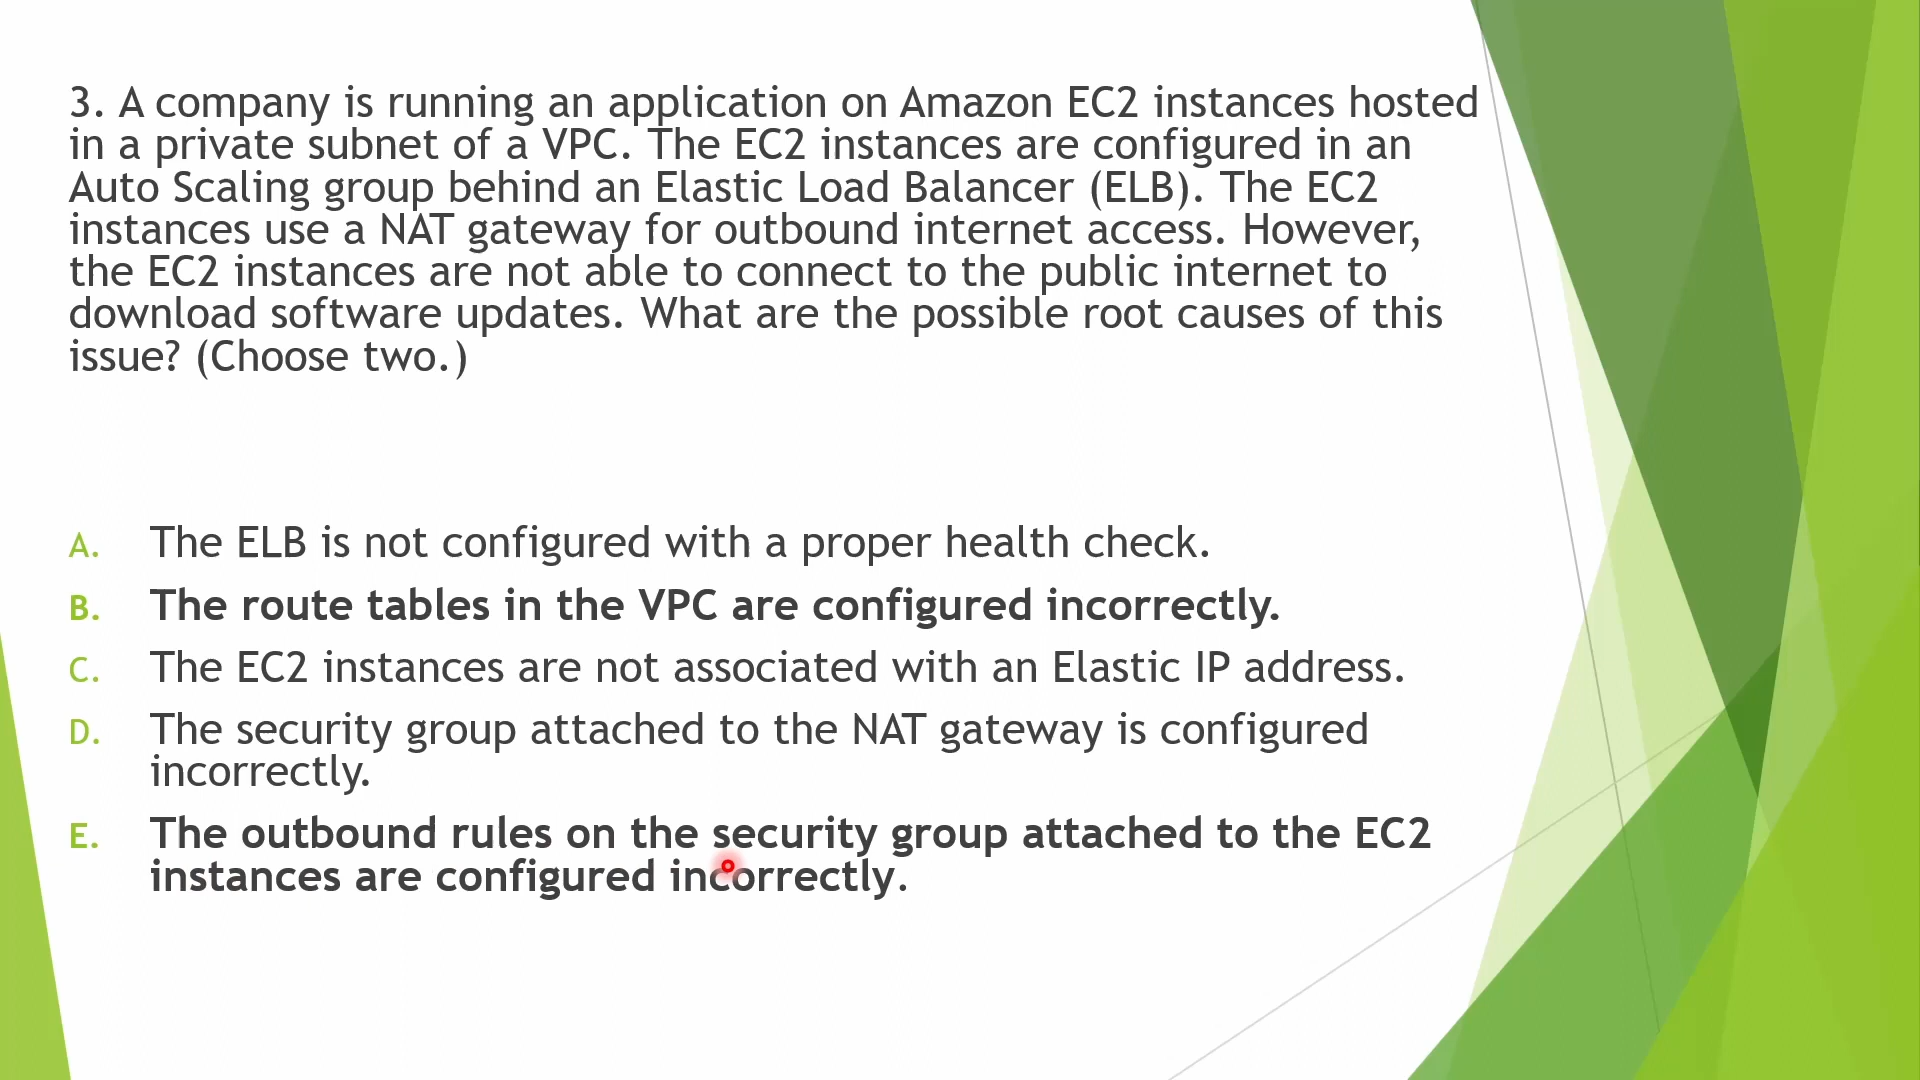 3. A company is running an application on Amazon EC2 instances hosted
in a private subnet of a VPC. The EC2 instances are configured in an
Auto Scaling group behind an Elastic Load Balancer (ELB). The EC2
instances use a NAT gateway for outbound internet access. However,
the EC2 instances are not able to connect to the public internet to
download software updates. What are the possible root causes of this
issue? (Choose two.)
A. The ELB is not configured with a proper health check.
B. The route tables in the VPC are configured incorrectly.
C. The EC2 instances are not associated with an Elastic IP address.
D. The security group attached to the NAT gateway is configured
incorrectly.
E. The outbound rules on the security group attached to the EC2
instances are configured incorrectly.